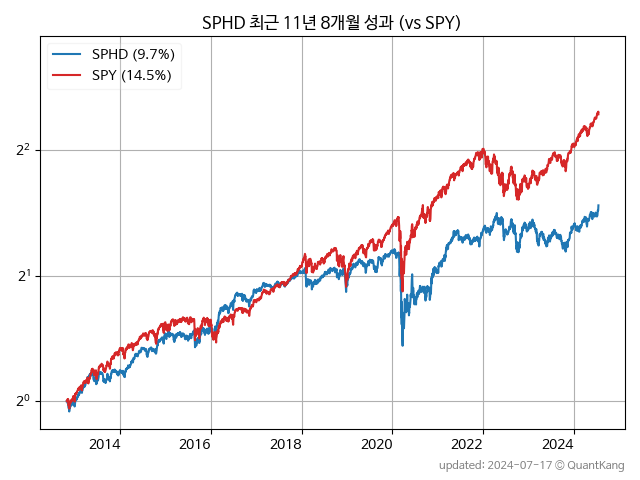 SPHD 최근 11년 8개월 성과 (vs SPY)
SPHD (9.7%)
SPY (14.5%)
2²
2¹
2⁰
2014 2016 2018 2020 2022 2024
updated: 2024-07-17 © QuantKang